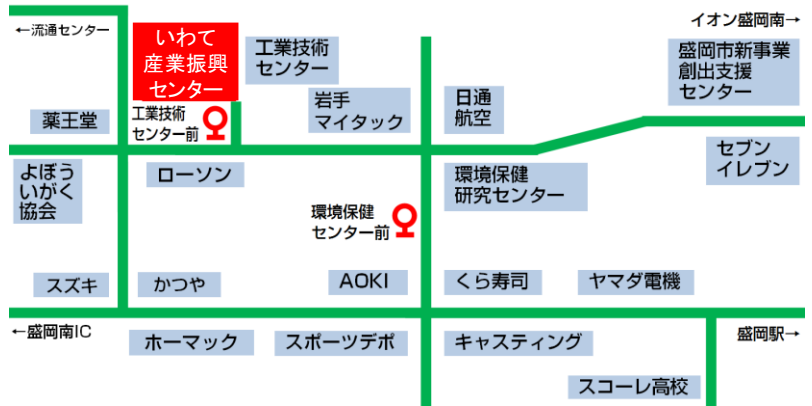 ←流通センター
いわて
産業振興
センター
工業技術
センター
イオン盛岡南→
盛岡市新事業
創出支援
センター
薬王堂
工業技術
センター前
岩手
マイタック
日通
航空
よぼう
いがく
協会
ローソン
環境保健
研究センター
セブン
イレブン
環境保健
センター前
スズキ
かつや
AOKI
くら寿司
ヤマダ電機
←盛岡南IC
ホーマック
スポーツデポ
キャスティング
盛岡駅→
スコーレ高校